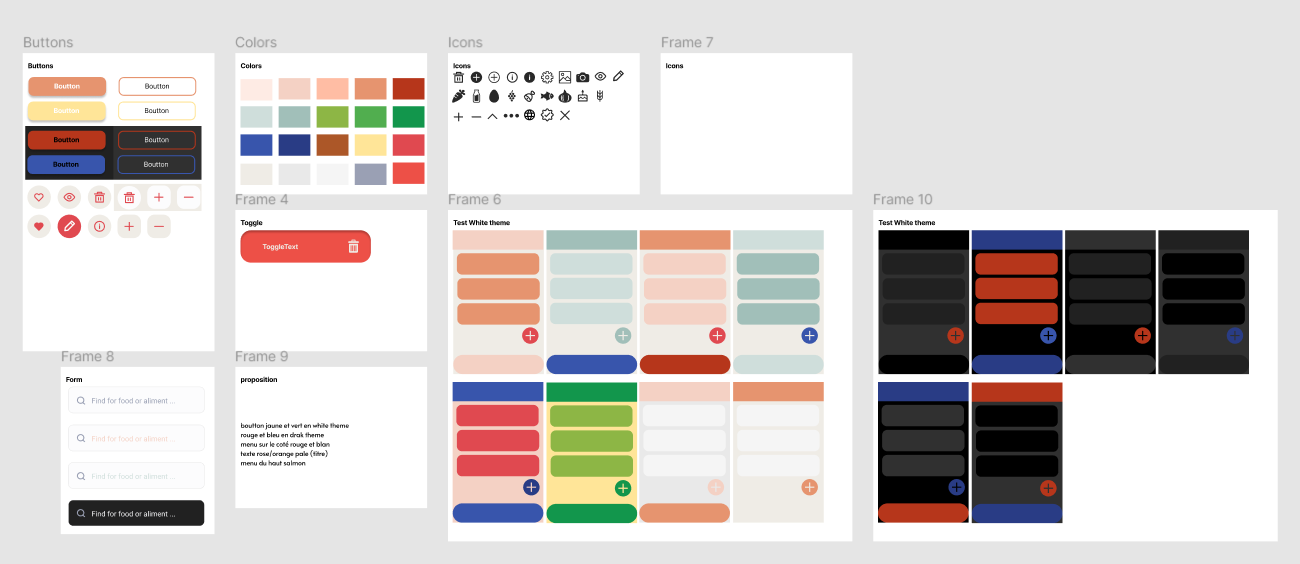 Buttons
Buttons
Boutton
Boutton
Boutton
Boutton
Boutton
Boutton
Boutton
Boutton
Colors
Colors
Icons
Icons
Frame 7
Icons
Frame 4
Toggle
ToggleText
Frame 6
Test White theme
Frame 10
Test White theme
Frame 8
Form
Find for food or aliment ...
Find for food or aliment ...
Find for food or aliment ...
Find for food or aliment ...
Frame 9
proposition
boutton jaune et vert en white theme
rouge et bleu en drak theme
menu sur le coté rouge et blan
texte rose/orange pale (titre)
menu du haut salmon